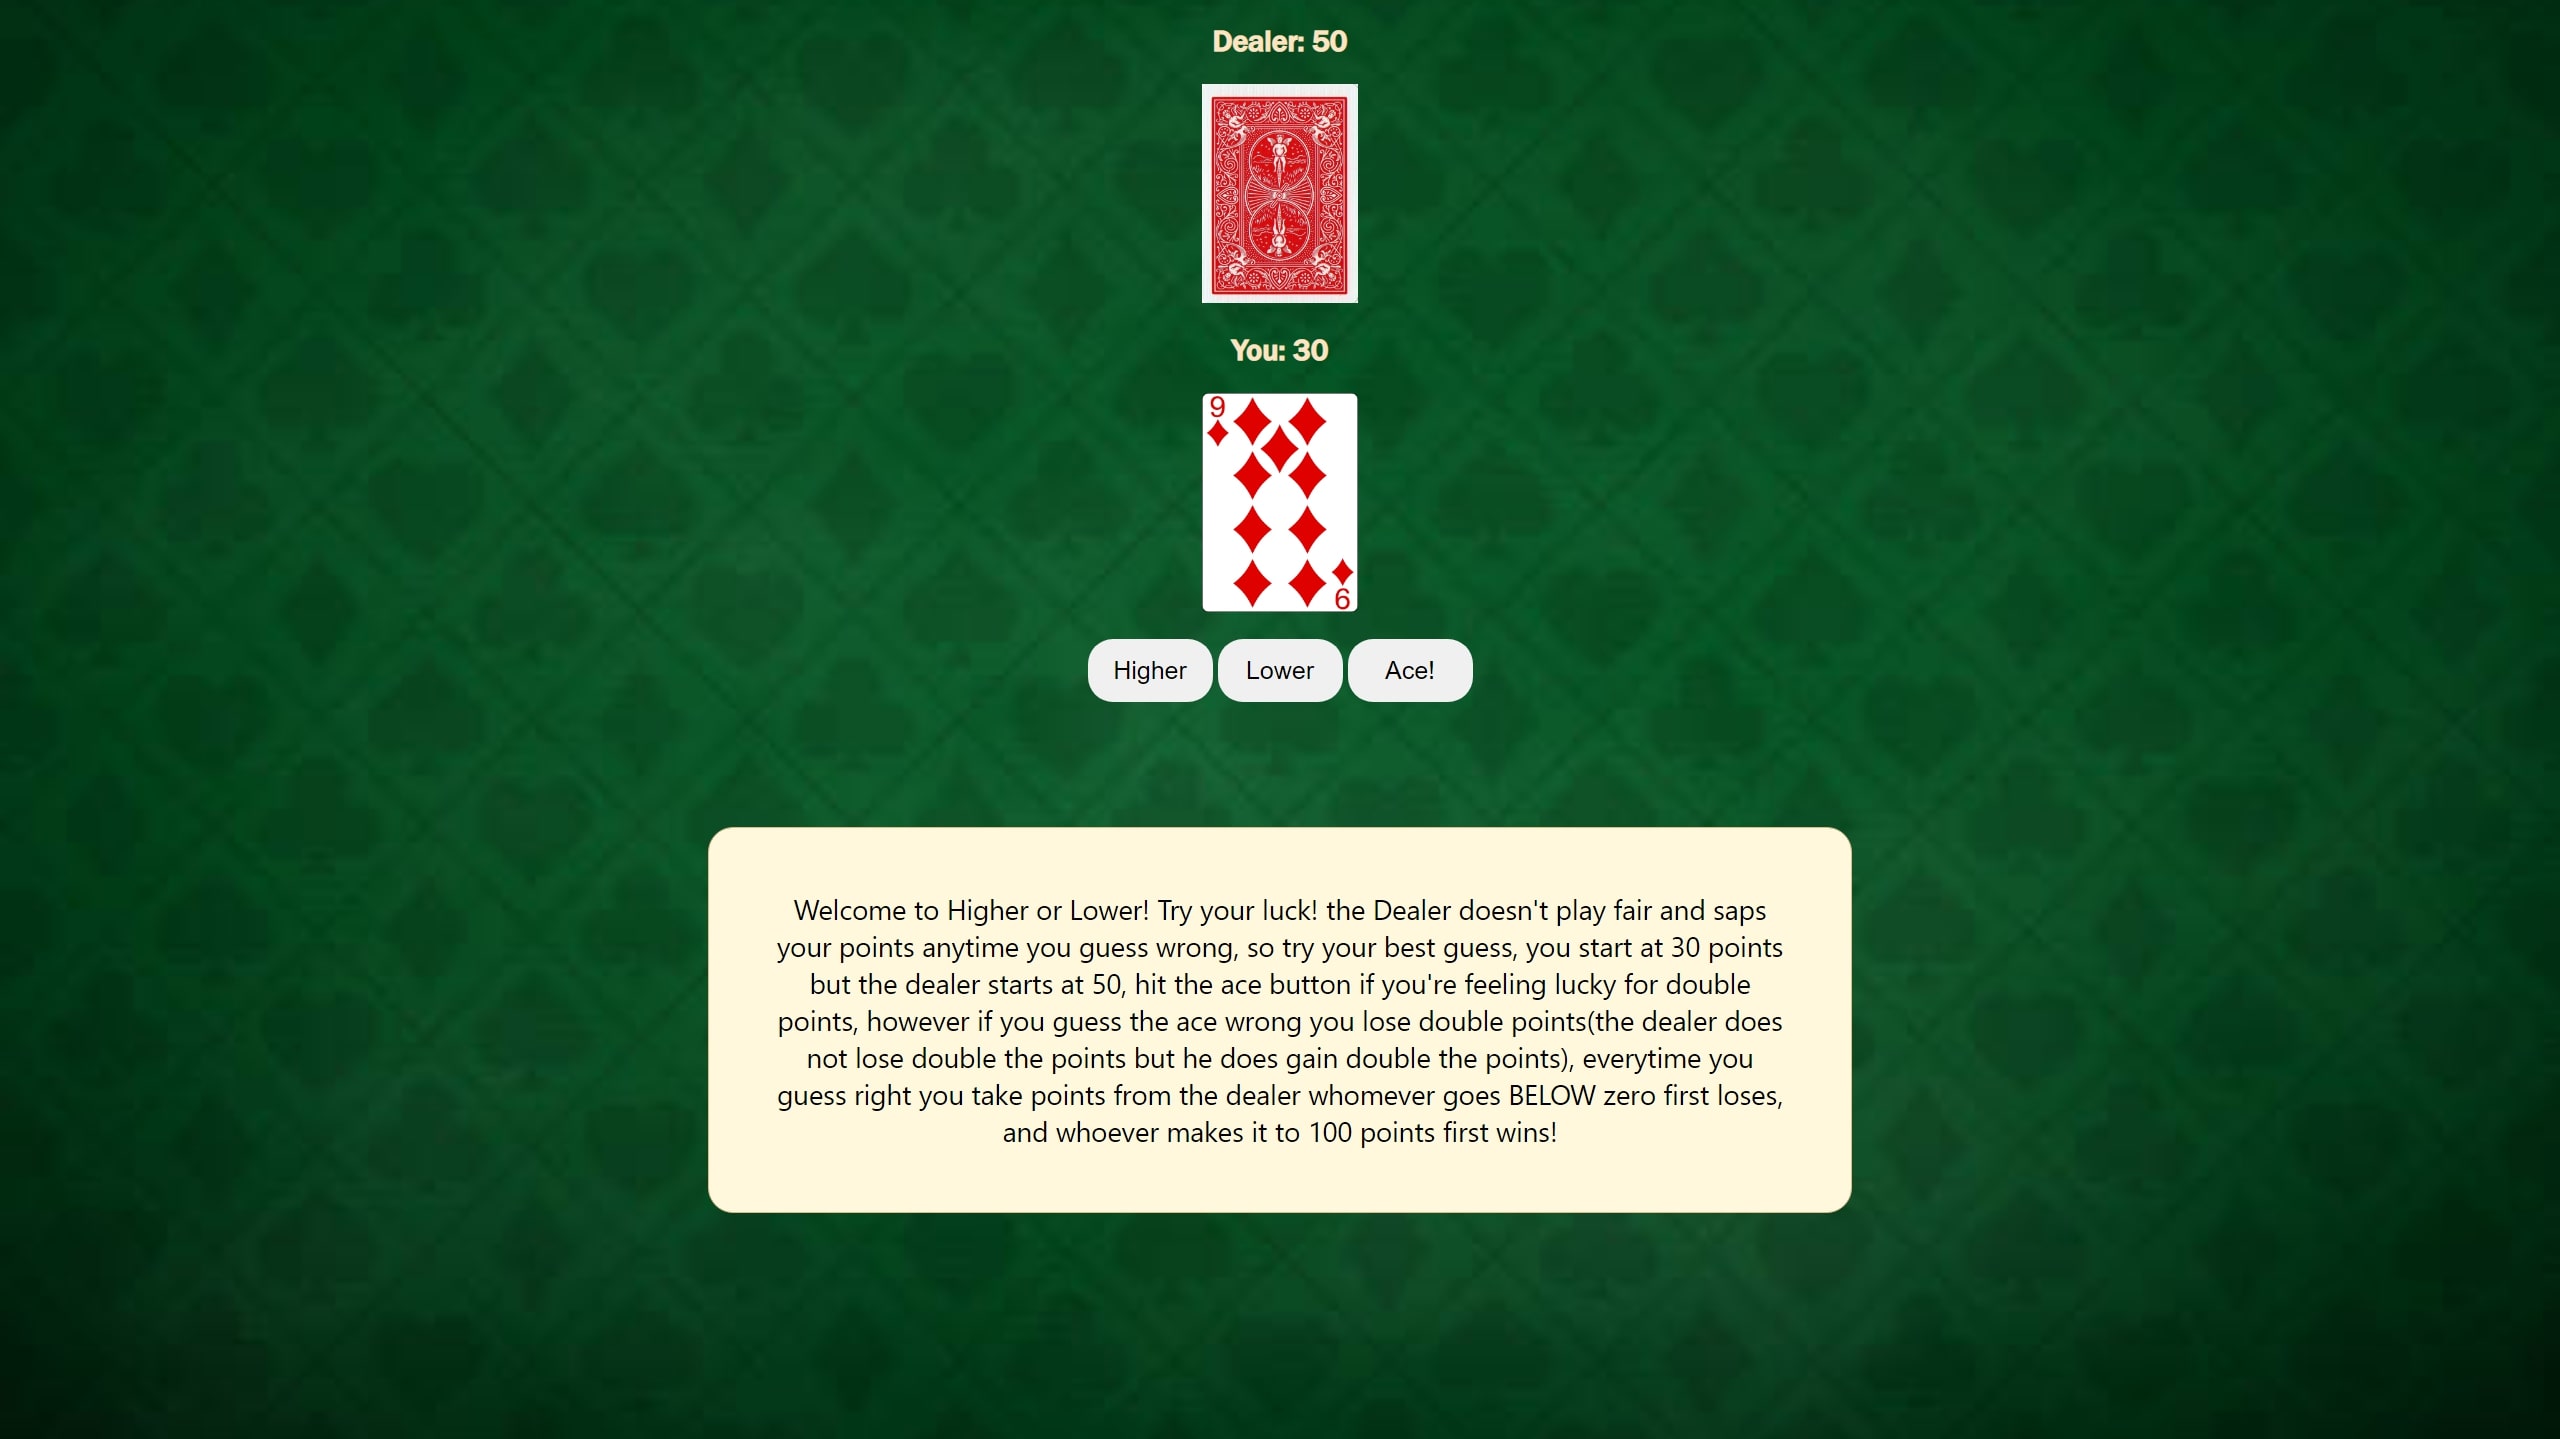 Dealer: 50
You: 30
9
9
Higher Lower Ace!
Welcome to Higher or Lower! Try your luck! the Dealer doesn't play fair and saps
your points anytime you guess wrong, so try your best guess, you start at 30 points
but the dealer starts at 50, hit the ace button if you're feeling lucky for double
points, however if you guess the ace wrong you lose double points(the dealer does
not lose double the points but he does gain double the points), everytime you
guess right you take points from the dealer whomever goes BELOW zero first loses,
and whoever makes it to 100 points first wins!